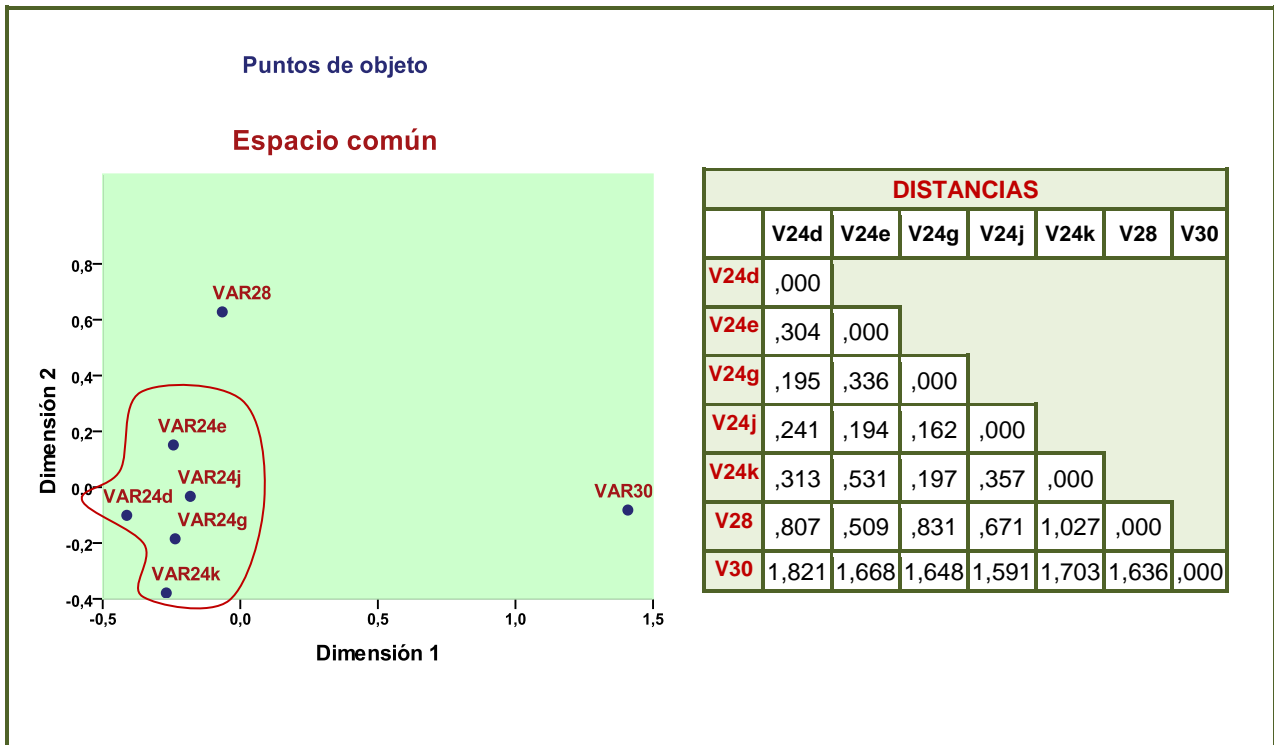 Puntos de objeto
Espacio común
0,8
0,6
0,4
0,2
0,0
-0,2
-0,4
Dimensión 2
VAR28
VAR24e
VAR24j
VAR24d
VAR24g
VAR24k
VAR30
-0,5 0,0 0,5 1,0 1,5
Dimensión 1
DISTANCIAS
V24d V24e V24g V24j V24k V28 V30
V24d ,000
V24e ,304 ,000
V24g ,195 ,336 ,000
V24j ,241 ,194 ,162 ,000
V24k ,313 ,531 ,197 ,357 ,000
V28 ,807 ,509 ,831 ,671 1,027 ,000
V30 1,821 1,668 1,648 1,591 1,703 1,636 ,000